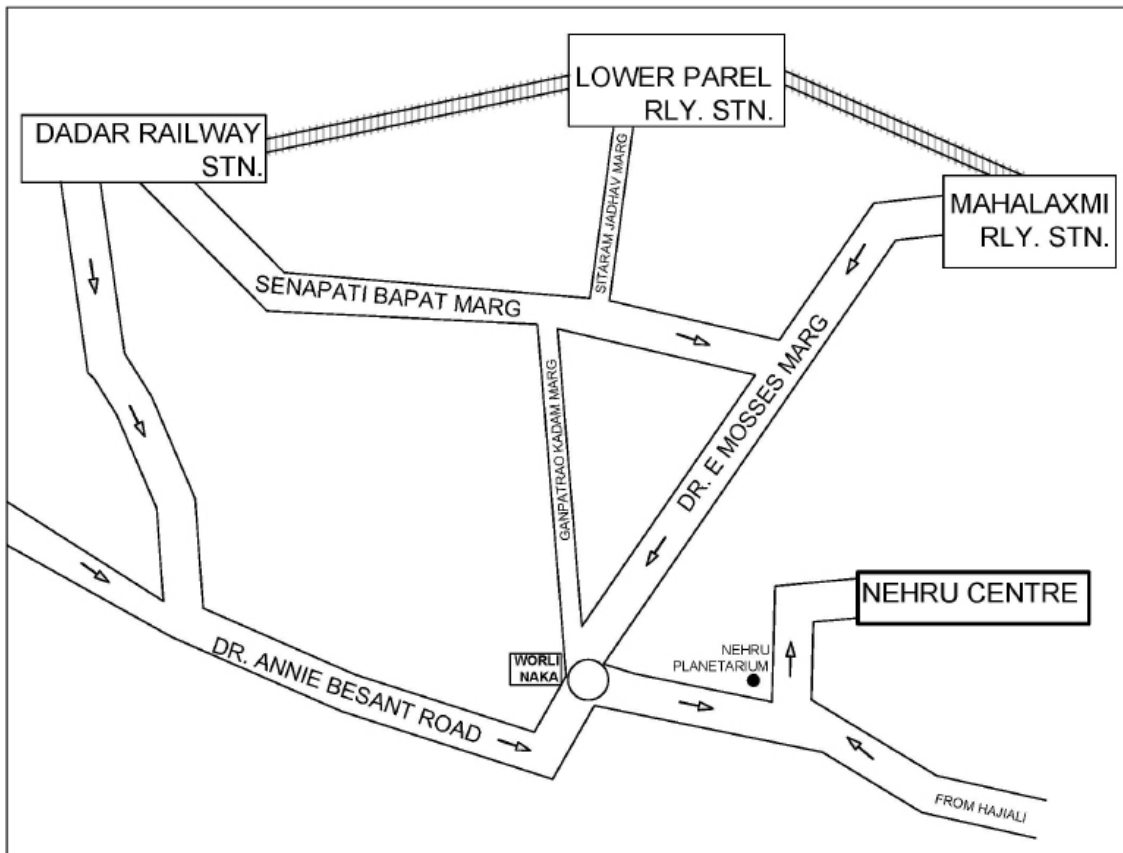 LOWER PAREL
RLY. STN.
DADAR RAILWAY
STN.
MAHALAXMI
RLY. STN.
SITARAM JADHAV MARG
SENAPATI BAPAT MARG
DR. E MOSSES MARG
GANPATRAO KADAM MARG
NEHRU CENTRE
NEHRU
PLANETARIUM
WORLI
NAKA
DR. ANNIE BESANT ROAD
FROM HAJIALI